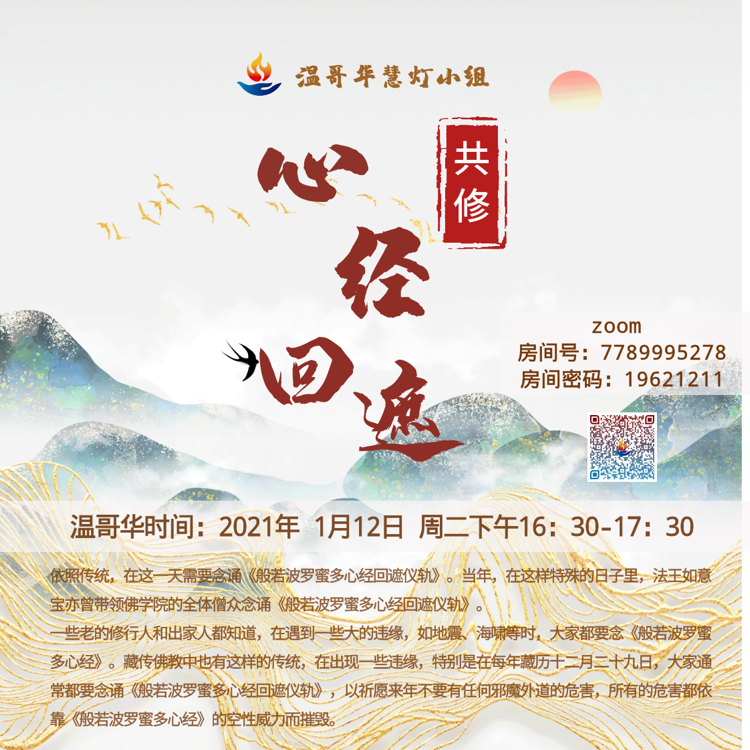 温哥华慧灯小组
共修
心经回遮
zoom
房间号：7789995278
房间密码：19621211
温哥华时间：2021年 1月12日 周二下午16：30-17：30
依照传统，在这一天需要念诵《般若波罗蜜多心经回遮仪轨》。当年，在这样特殊的日子里，法王如意
宝亦曾带领佛学院的全体僧众念诵《般若波罗蜜多心经回遮仪轨》。
一些老的修行人和出家人都知道，在遇到一些大的违缘，如地震、海啸等时，大家都要念《般若波罗蜜
多心经》。藏传佛教中也有这样的传统，在出现一些违缘，特别是在每年藏历十二月二十九日，大家通
常都要念诵《般若波罗蜜多心经回遮仪轨》，以祈愿来年不要有任何邪魔外道的危害，所有的危害都依
靠《般若波罗蜜多心经》的空性威力而摧毁。